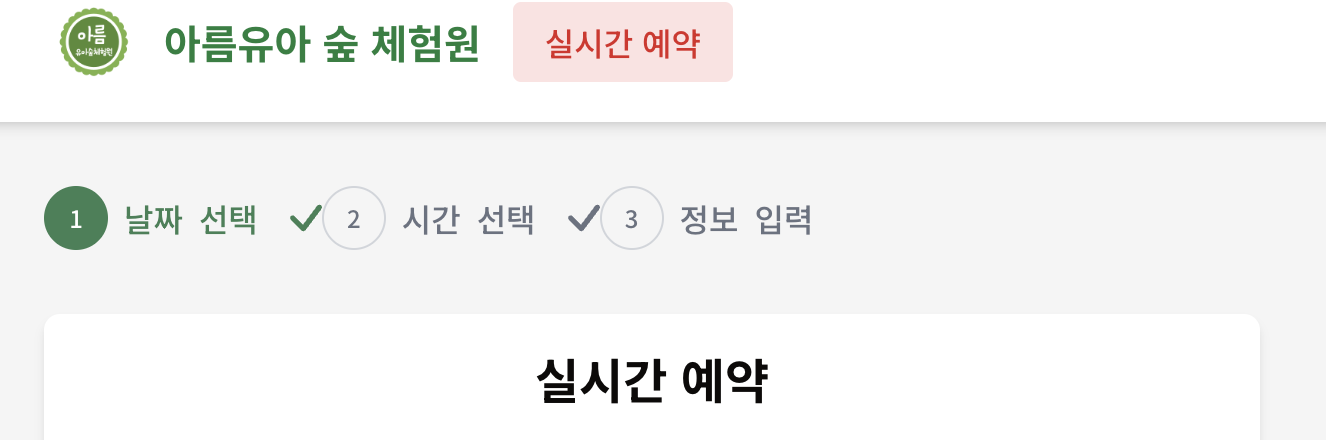 아름
유아숲체험원
아름유아 숲 체험원
실시간 예약
1 날짜 선택
2 시간 선택
3 정보 입력
실시간 예약